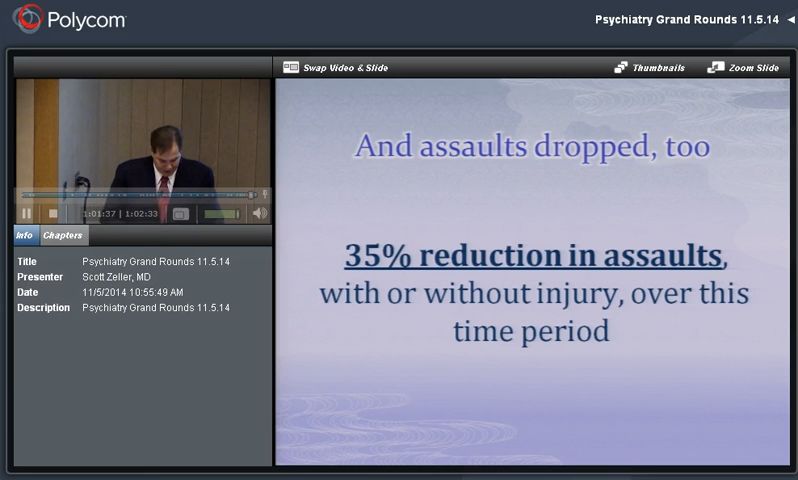 Polycom
Psychiatry Grand Rounds 11.5.14
Swap Video & Slide
Thumbnails
Zoom Slide
1:01:37 | 1:02:33
Info
Chapters
Title Psychiatry Grand Rounds 11.5.14
Presenter Scott Zeller, MD
Date 11/5/2014 10:55:49 AM
Description Psychiatry Grand Rounds 11.5.14
And assaults dropped, too
35% reduction in assaults,
with or without injury, over this
time period